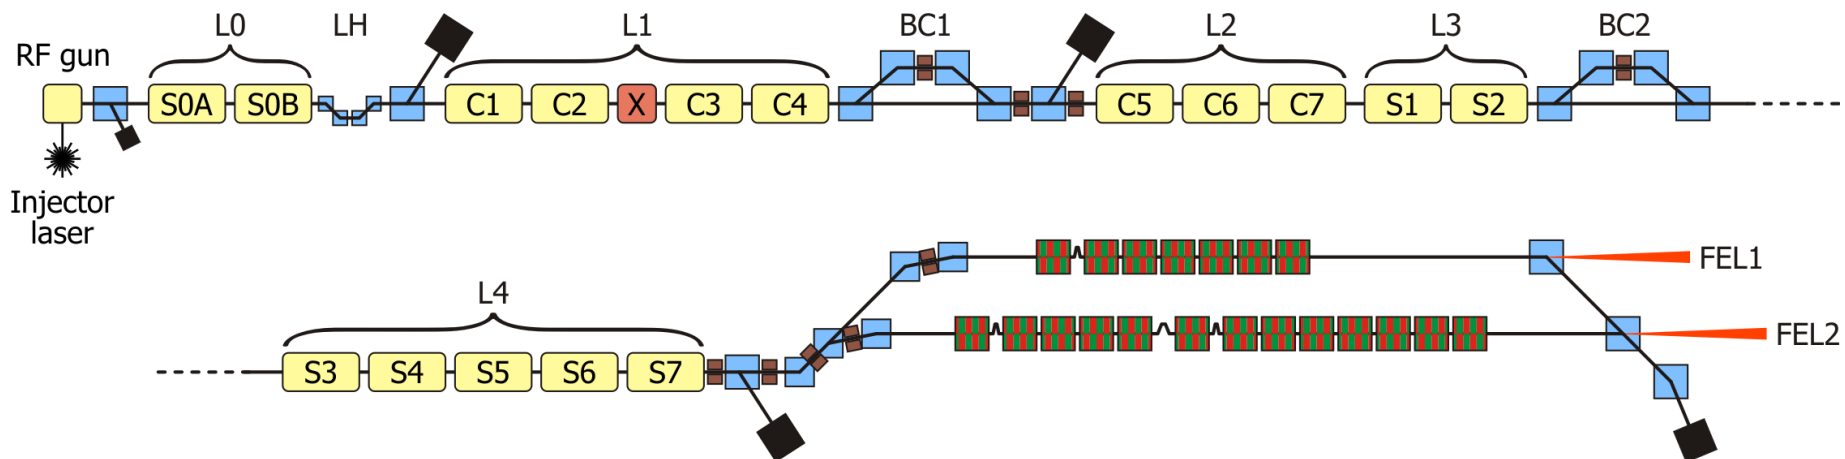 L0 LH L1 BC1 L2 L3 BC2
RF gun
S0A S0B C1 C2 X C3 C4 C5 C6 C7 S1 S2
Injector
laser
FEL1
L4
FEL2
S3 S4 S5 S6 S7